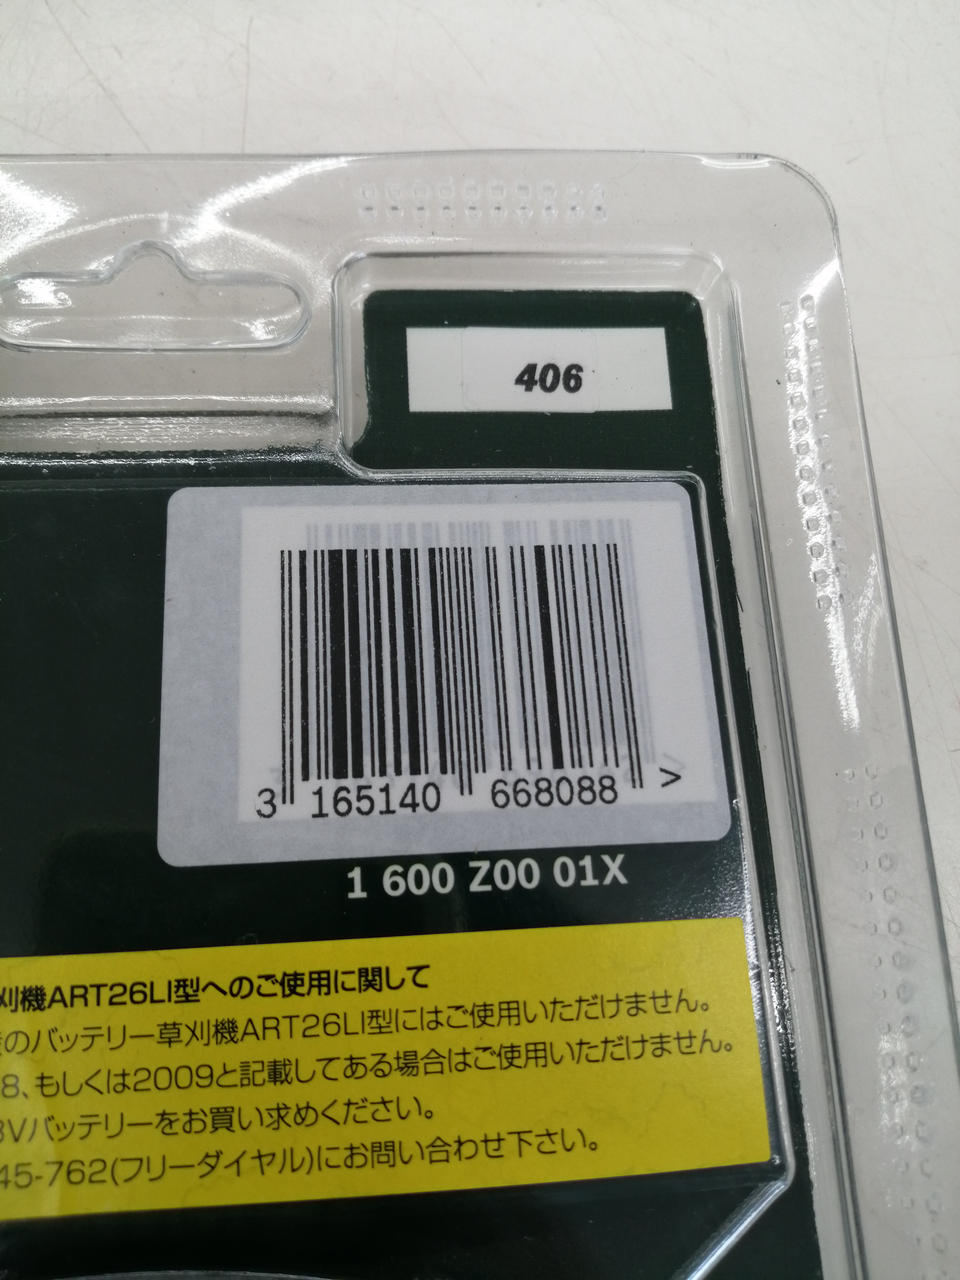 406
3 165140 668088 >
1 600 Z00 01X
刈機ART26LI型へのご使用に関して
のバッテリー草刈機ART26LI型にはご使用いただけません。
8、もしくは2009と記載してある場合はご使用いただけません。
Vバッテリーをお買い求めください。
45-762(フリーダイヤル)にお問い合わせ下さい。